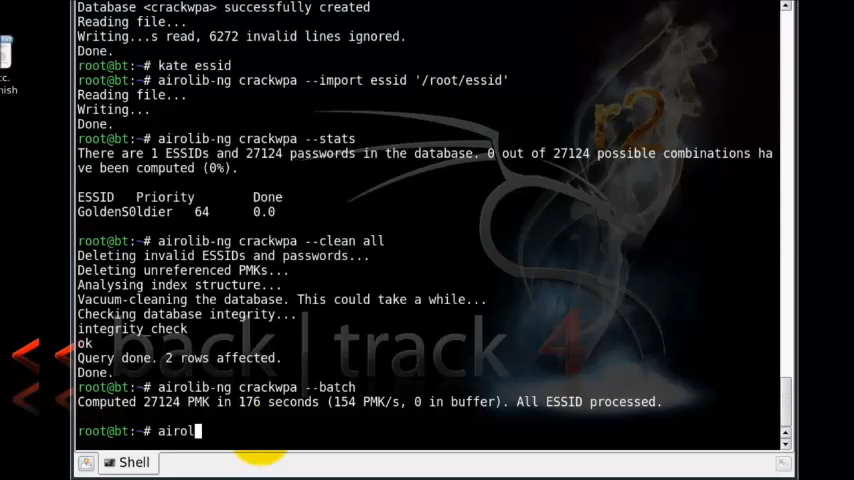 Database <crackwpa> successfully created
Reading file...
Writing...s read, 6272 invalid lines ignored.
Done.
root@bt:~# kate essid
root@bt:~# airolib-ng crackwpa --import essid '/root/essid'
Reading file...
Writing...
Done.
root@bt:~# airolib-ng crackwpa --stats
There are 1 ESSIDs and 27124 passwords in the database. 0 out of 27124 possible combinations ha
ve been computed (0%).
ESSID Priority Done
GoldenS0ldier 64 0.0
root@bt:~# airolib-ng crackwpa --clean all
Deleting invalid ESSIDs and passwords...
Deleting unreferenced PMKs...
Analysing index structure...
Vacuum-cleaning the database. This could take a while...
Checking database integrity...
integrity_check
ok
Query done. 2 rows affected.
Done.
root@bt:~# airolib-ng crackwpa --batch
Computed 27124 PMK in 176 seconds (154 PMK/s, 0 in buffer). All ESSID processed.
root@bt:~# airol
Shell
r2
<< back | track 4